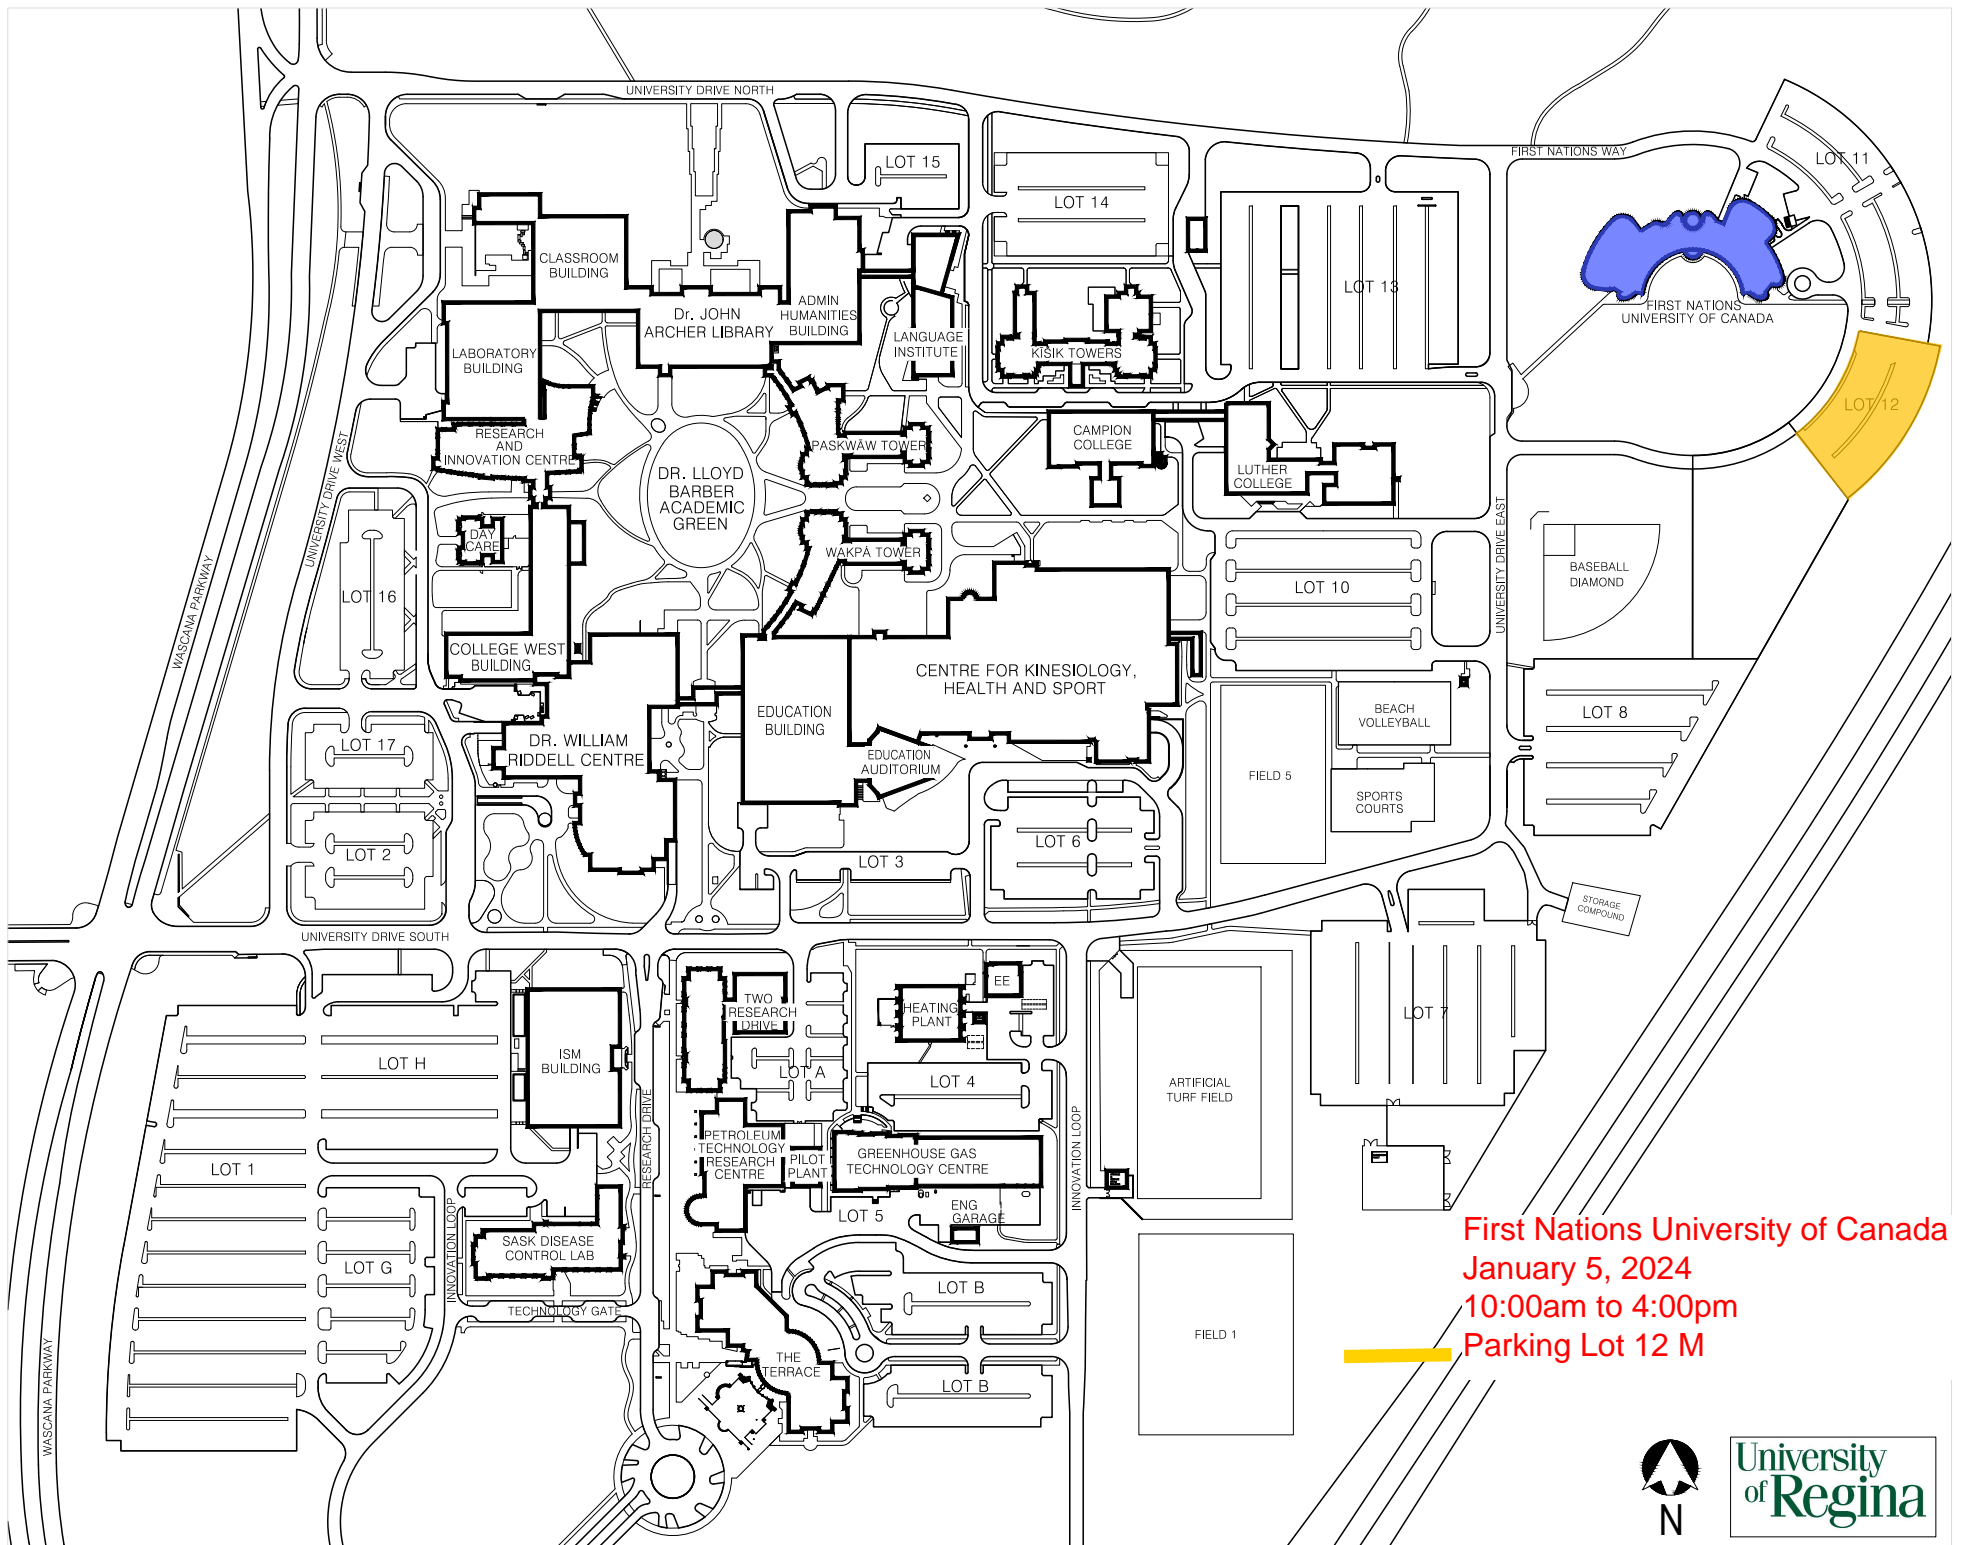 UNIVERSITY DRIVE NORTH
FIRST NATIONS WAY
LOT 11
LOT 15
LOT 14
CLASSROOM
BUILDING
LOT 13
Dr. JOHN
ARCHER LIBRARY
ADMIN
HUMANITIES
BUILDING
FIRST NATIONS
UNIVERSITY OF CANADA
LANGUAGE
INSTITUTE
KĪSIK TOWERS
LABORATORY
BUILDING
LOT 12
RESEARCH
AND
INNOVATION CENTRE
PASKWĀW TOWER
CAMPION
COLLEGE
LUTHER
COLLEGE
DR. LLOYD
BARBER
ACADEMIC
GREEN
UNIVERSITY DRIVE WEST
UNIVERSITY DRIVE EAST
DAY
CARE
WAKPĀ TOWER
BASEBALL
DIAMOND
LOT 16
LOT 10
WASCANA PARKWAY
COLLEGE WEST
BUILDING
CENTRE FOR KINESIOLOGY,
HEALTH AND SPORT
EDUCATION
BUILDING
BEACH
VOLLEYBALL
LOT 8
LOT 17
DR. WILLIAM
RIDDELL CENTRE
EDUCATION
AUDITORIUM
FIELD 5
SPORTS
COURTS
LOT 2
LOT 3
LOT 6
STORAGE
COMPOUND
UNIVERSITY DRIVE SOUTH
TWO
RESEARCH
DRIVE
EE
HEATING
PLANT
LOT 7
LOT H
ISM
BUILDING
LOT A
LOT 4
ARTIFICIAL
TURF FIELD
RESEARCH DRIVE
INNOVATION LOOP
PETROLEUM
TECHNOLOGY
RESEARCH
CENTRE
PILOT
PLANT
GREENHOUSE GAS
TECHNOLOGY CENTRE
LOT 1
LOT 5
ENG
GARAGE
INNOVATION LOOP
SASK DISEASE
CONTROL LAB
LOT G
LOT B
TECHNOLOGY GATE
FIELD 1
THE
TERRACE
LOT B
WASCANA PARKWAY
First Nations University of Canada
January 5, 2024
10:00am to 4:00pm
Parking Lot 12 M
N
University
of Regina